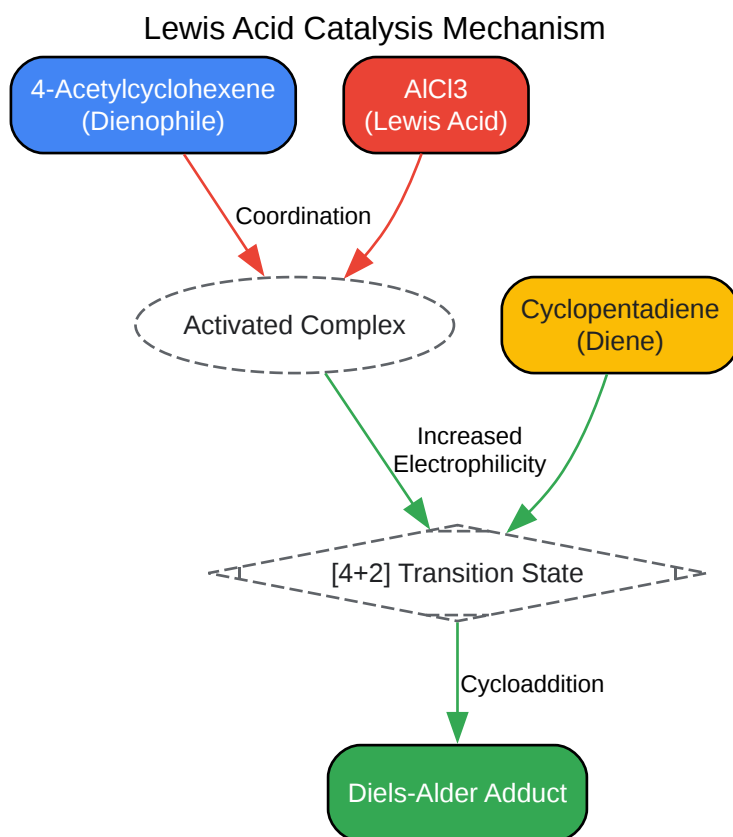 Lewis Acid Catalysis Mechanism
4-Acetylcyclohexene
(Dienophile)
AlCl3
(Lewis Acid)
Coordination
Activated Complex
Cyclopentadiene
(Diene)
Increased
Electrophilicity
[4+2] Transition State
Cycloaddition
Diels-Alder Adduct